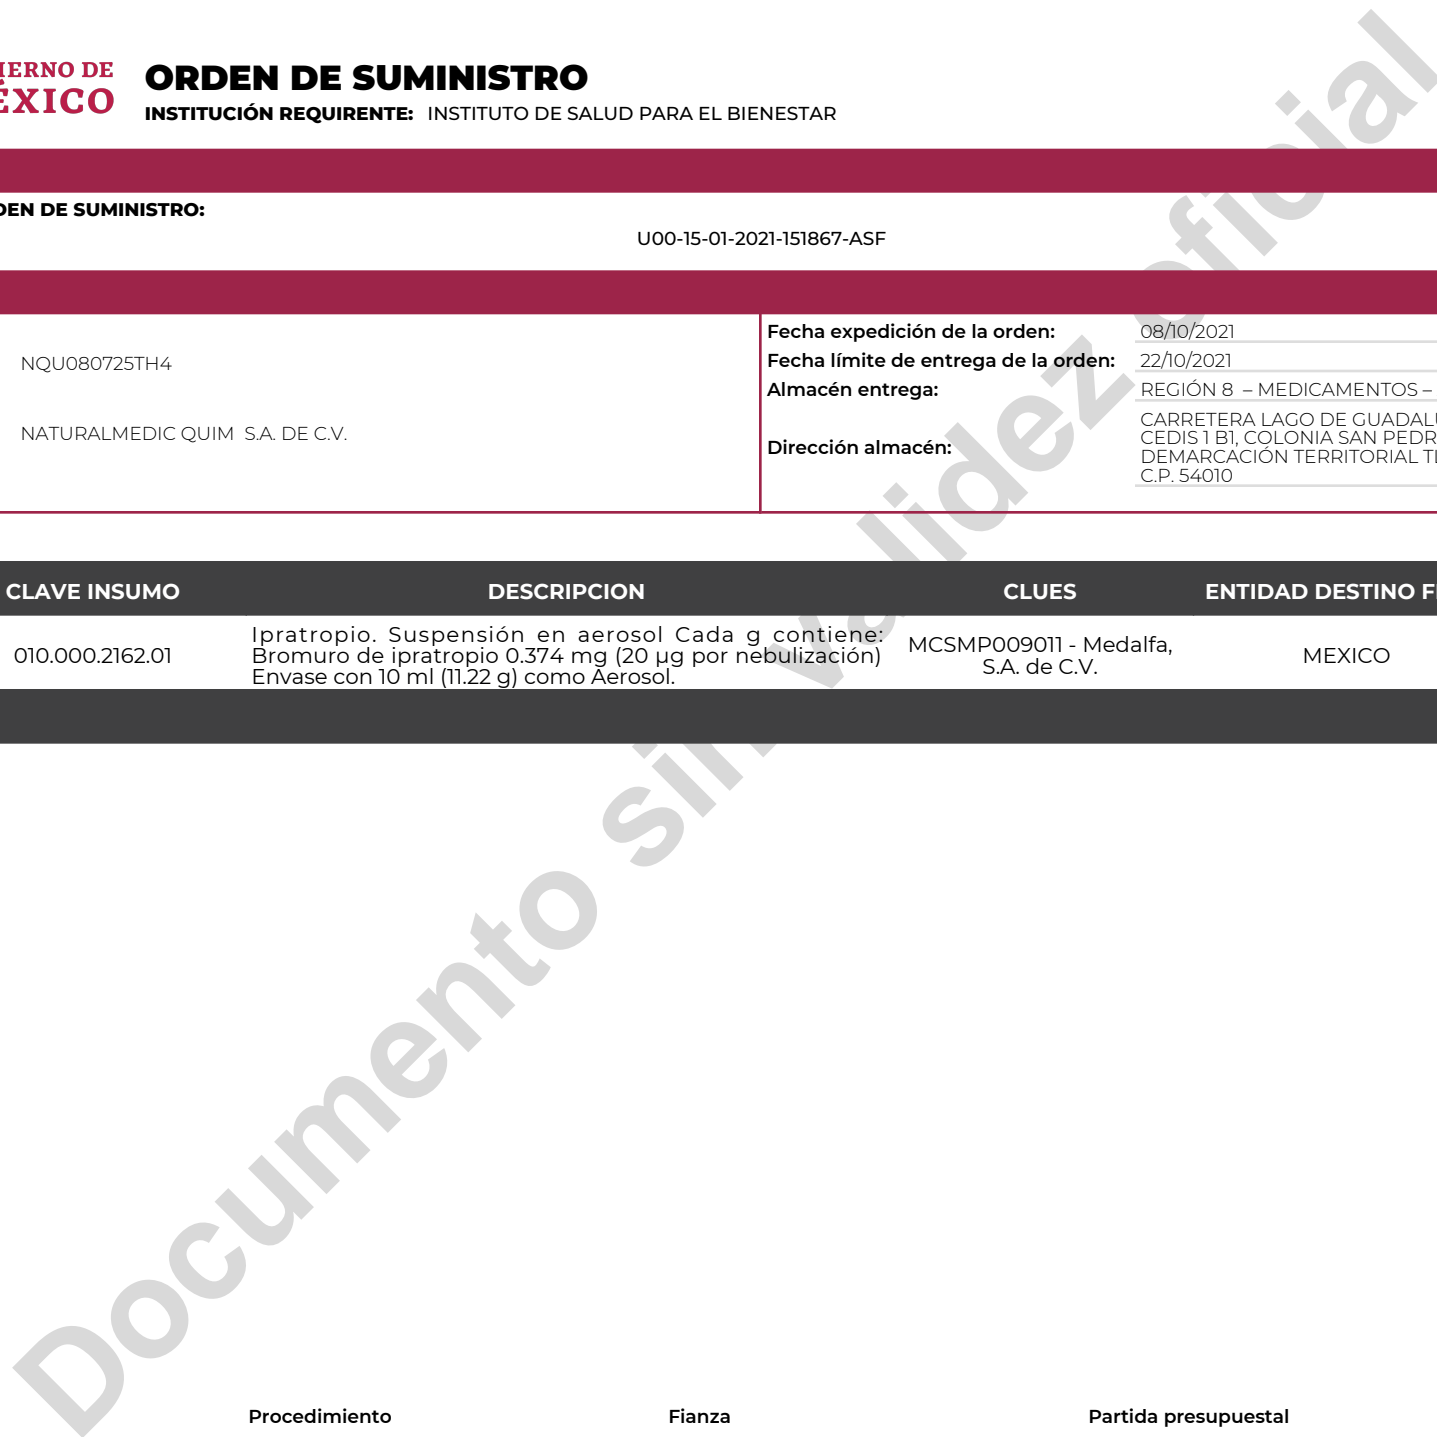 IERNO DE
ÉXICO
ORDEN DE SUMINISTRO
INSTITUCIÓN REQUIRENTE: INSTITUTO DE SALUD PARA EL BIENESTAR
DEN DE SUMINISTRO:
U00-15-01-2021-151867-ASF
NQU080725TH4
NATURALMEDIC QUIM S.A. DE C.V.
Fecha expedición de la orden: 08/10/2021
Fecha límite de entrega de la orden: 22/10/2021
Almacén entrega: REGIÓN 8 – MEDICAMENTOS –
Dirección almacén:
CARRETERA LAGO DE GUADALU
CEDIS 1 B1, COLONIA SAN PEDR
DEMARCACIÓN TERRITORIAL TL
C.P. 54010
CLAVE INSUMO DESCRIPCION CLUES ENTIDAD DESTINO FI
010.000.2162.01
Ipratropio. Suspensión en aerosol Cada g contiene:
Bromuro de ipratropio 0.374 mg (20 µg por nebulización)
Envase con 10 ml (11.22 g) como Aerosol.
MCSMP009011 - Medalfa,
S.A. de C.V.
MEXICO
Documento sin validez oficial
Procedimiento Fianza Partida presupuestal